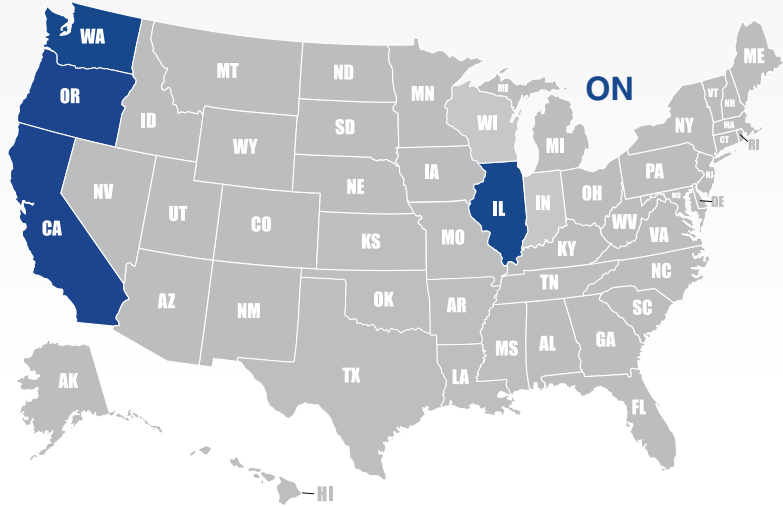 WA
MT
ND
MN
MI
ON
ME
VT
NH
OR
ID
SD
WI
MI
NY
MA
CT
RI
WY
IA
PA
NJ
NV
UT
CO
NE
IL
IN
OH
MD
DE
CA
KS
MO
WV
VA
KY
AZ
NM
OK
AR
TN
NC
SC
AK
TX
LA
MS
AL
GA
FL
HI